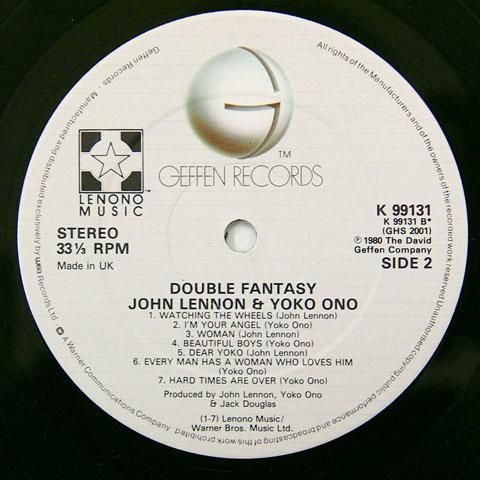 TM
GEFFEN RECORDS
LENONO
MUSIC
STEREO
33⅓ RPM
Made in UK
K 99131
K 99131 B*
(GHS 2001)
℗ 1980 The David
Geffen Company
SIDE 2
DOUBLE FANTASY
JOHN LENNON & YOKO ONO
1. WATCHING THE WHEELS (John Lennon)
2. I'M YOUR ANGEL (Yoko Ono)
3. WOMAN (John Lennon)
4. BEAUTIFUL BOYS (Yoko Ono)
5. DEAR YOKO (John Lennon)
6. EVERY MAN HAS A WOMAN WHO LOVES HIM
(Yoko Ono)
7. HARD TIMES ARE OVER (Yoko Ono)
Produced by John Lennon, Yoko Ono
& Jack Douglas
(1-7) Lenono Music/
Warner Bros. Music Ltd.
Geffen Records - Manufactured and distributed exclusively by wea Records Ltd. A Warner Communications Company
All rights of the Manufacturers and of the owners of the recorded work reserved Unauthorised copying public performance and broadcasting of this work prohibited